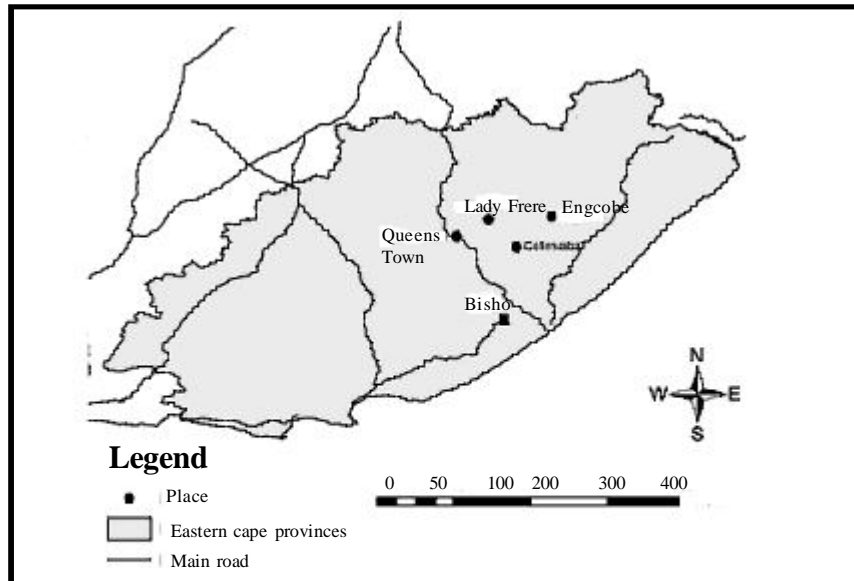 Lady Frere Engcobe
Queens
Town
Bisho
N
W E
S
Legend
Place
Eastern cape provinces
Main road
0 50 100 200 300 400